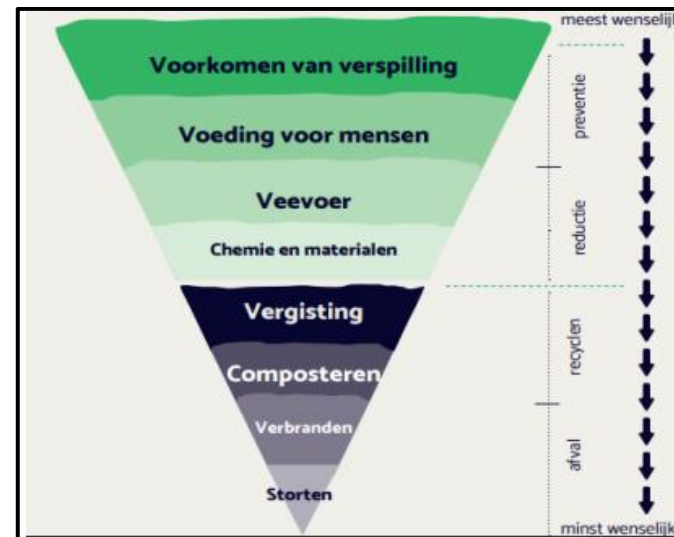 meest wenselijk
Voorkomen van verspilling
Voeding voor mensen
preventie
Veevoer
Chemie en materialen
reductie
Vergisting
Composteren
recyclen
Verbranden
Storten
afval
minst wenselijk